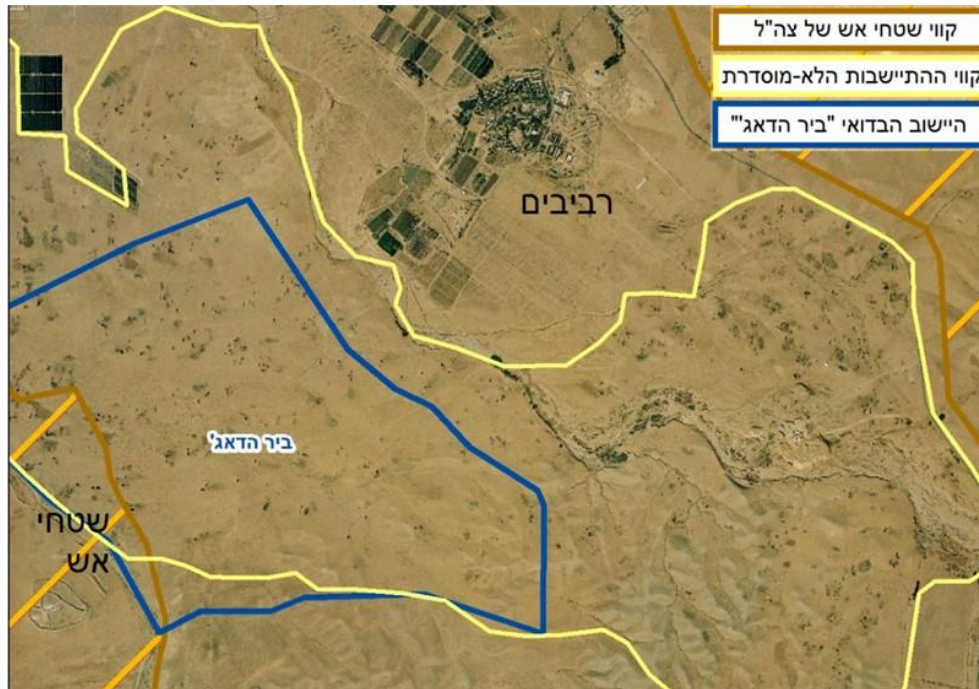 קווי שטחי אש של צה"ל
קווי ההתיישבות הלא-מוסדרת
היישוב הבדואי "ביר הדאג'"
רביבים
ביר הדאג'
שטחי
אש